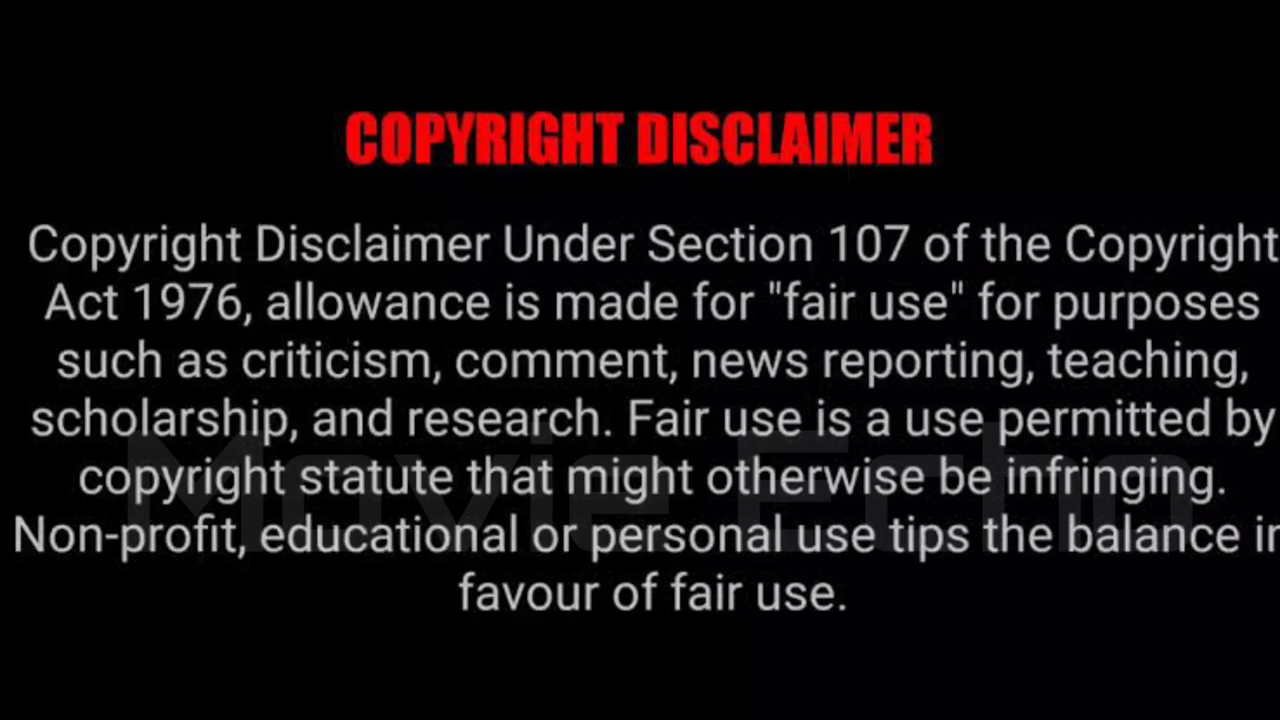 COPYRIGHT DISCLAIMER
Copyright Disclaimer Under Section 107 of the Copyright
Act 1976, allowance is made for "fair use" for purposes
such as criticism, comment, news reporting, teaching,
scholarship, and research. Fair use is a use permitted by
copyright statute that might otherwise be infringing.
Movie Echo
Non-profit, educational or personal use tips the balance in
favour of fair use.